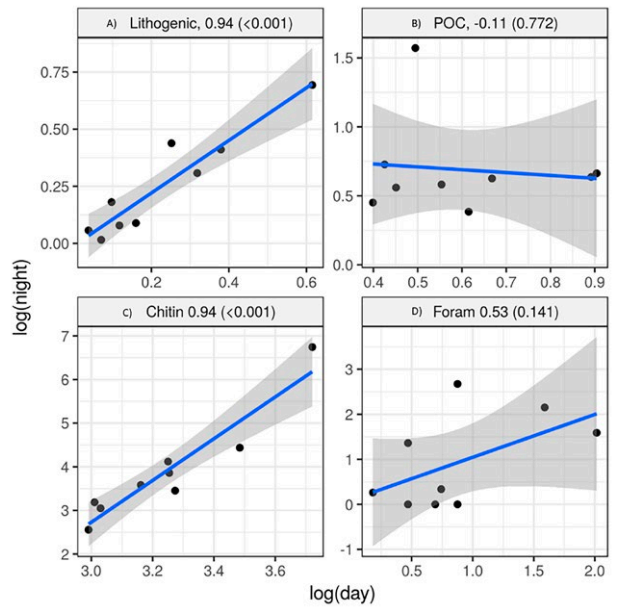 A) Lithogenic, 0.94 (<0.001)
B) POC, -0.11 (0.772)
0.75
0.50
0.25
0.00
0.2 0.4 0.6
1.5
1.0
0.5
0.0
0.4 0.5 0.6 0.7 0.8 0.9
log(night)
C) Chitin 0.94 (<0.001)
D) Foram 0.53 (0.141)
7
6
5
4
3
2
3.0 3.2 3.4 3.6
3
2
1
0
-1
0.5 1.0 1.5 2.0
log(day)